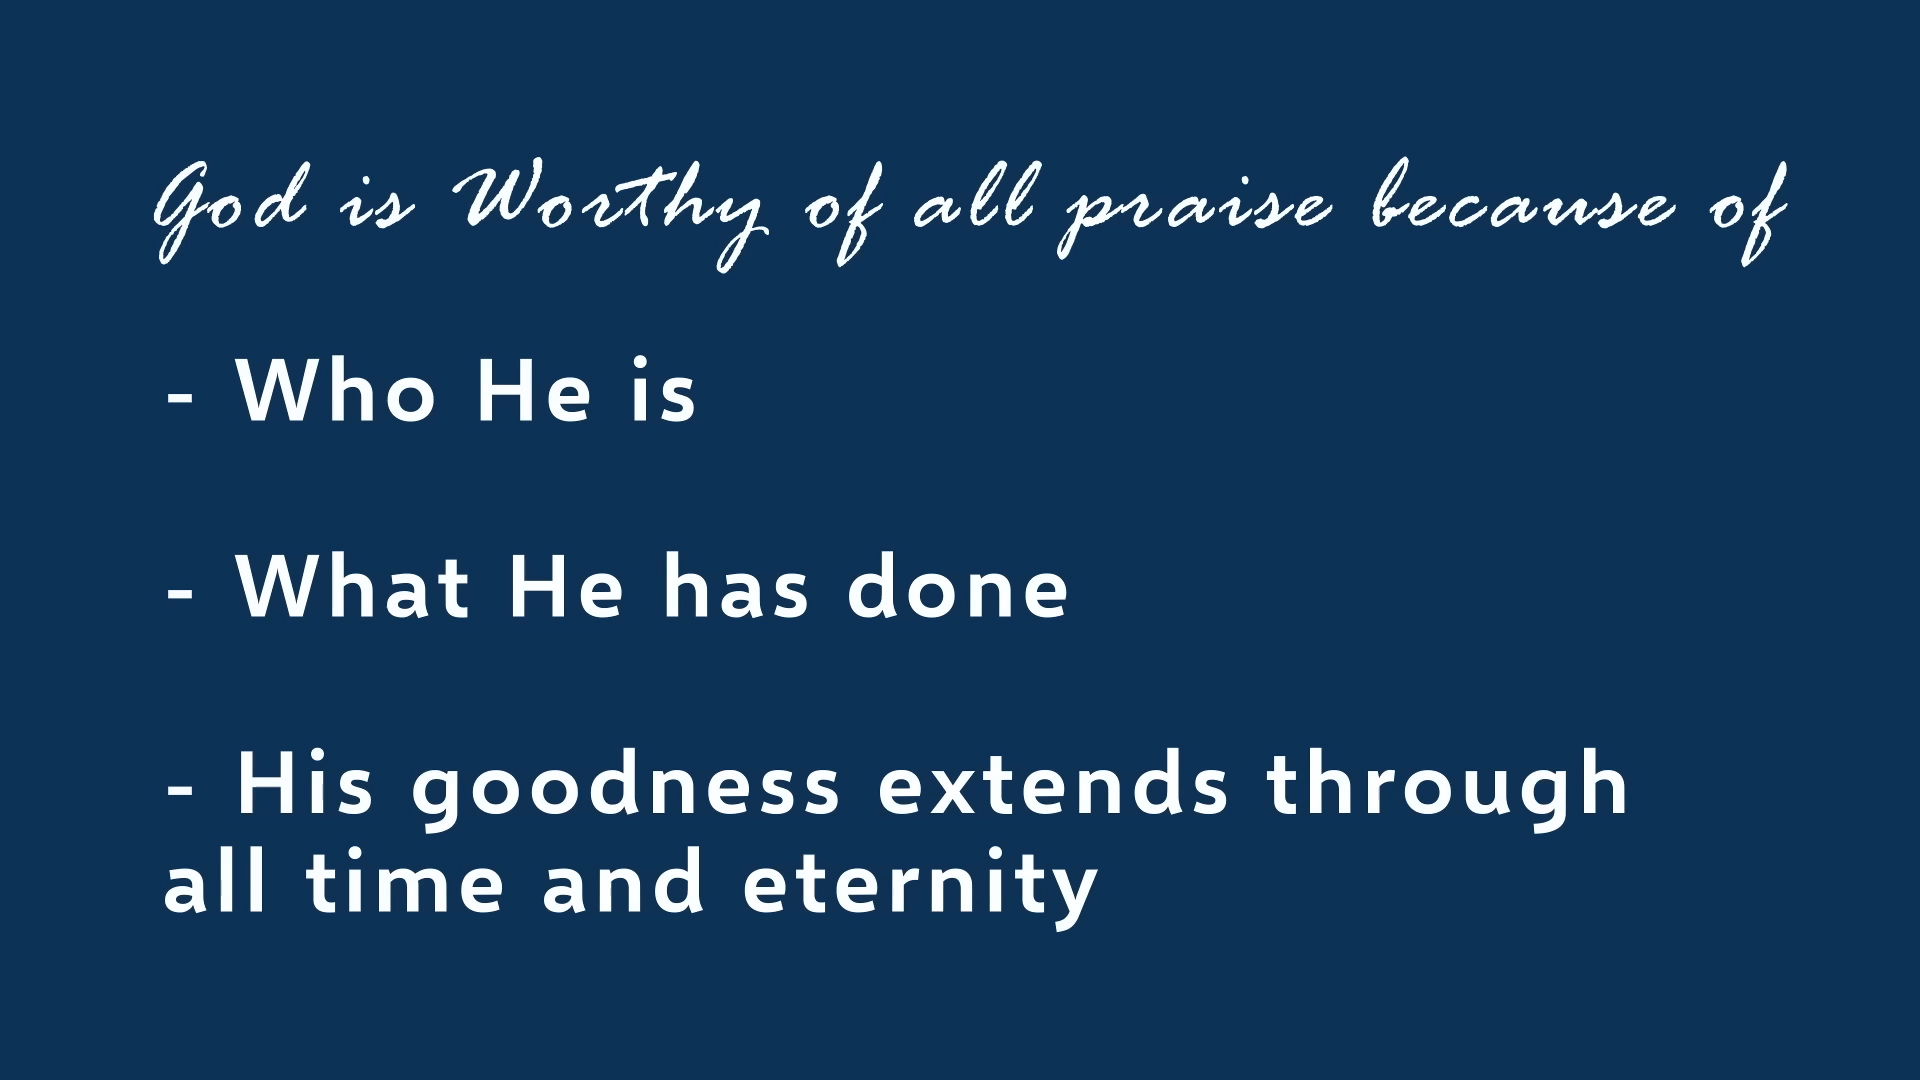 God is Worthy of all praise because of
- Who He is
- What He has done
- His goodness extends through
all time and eternity